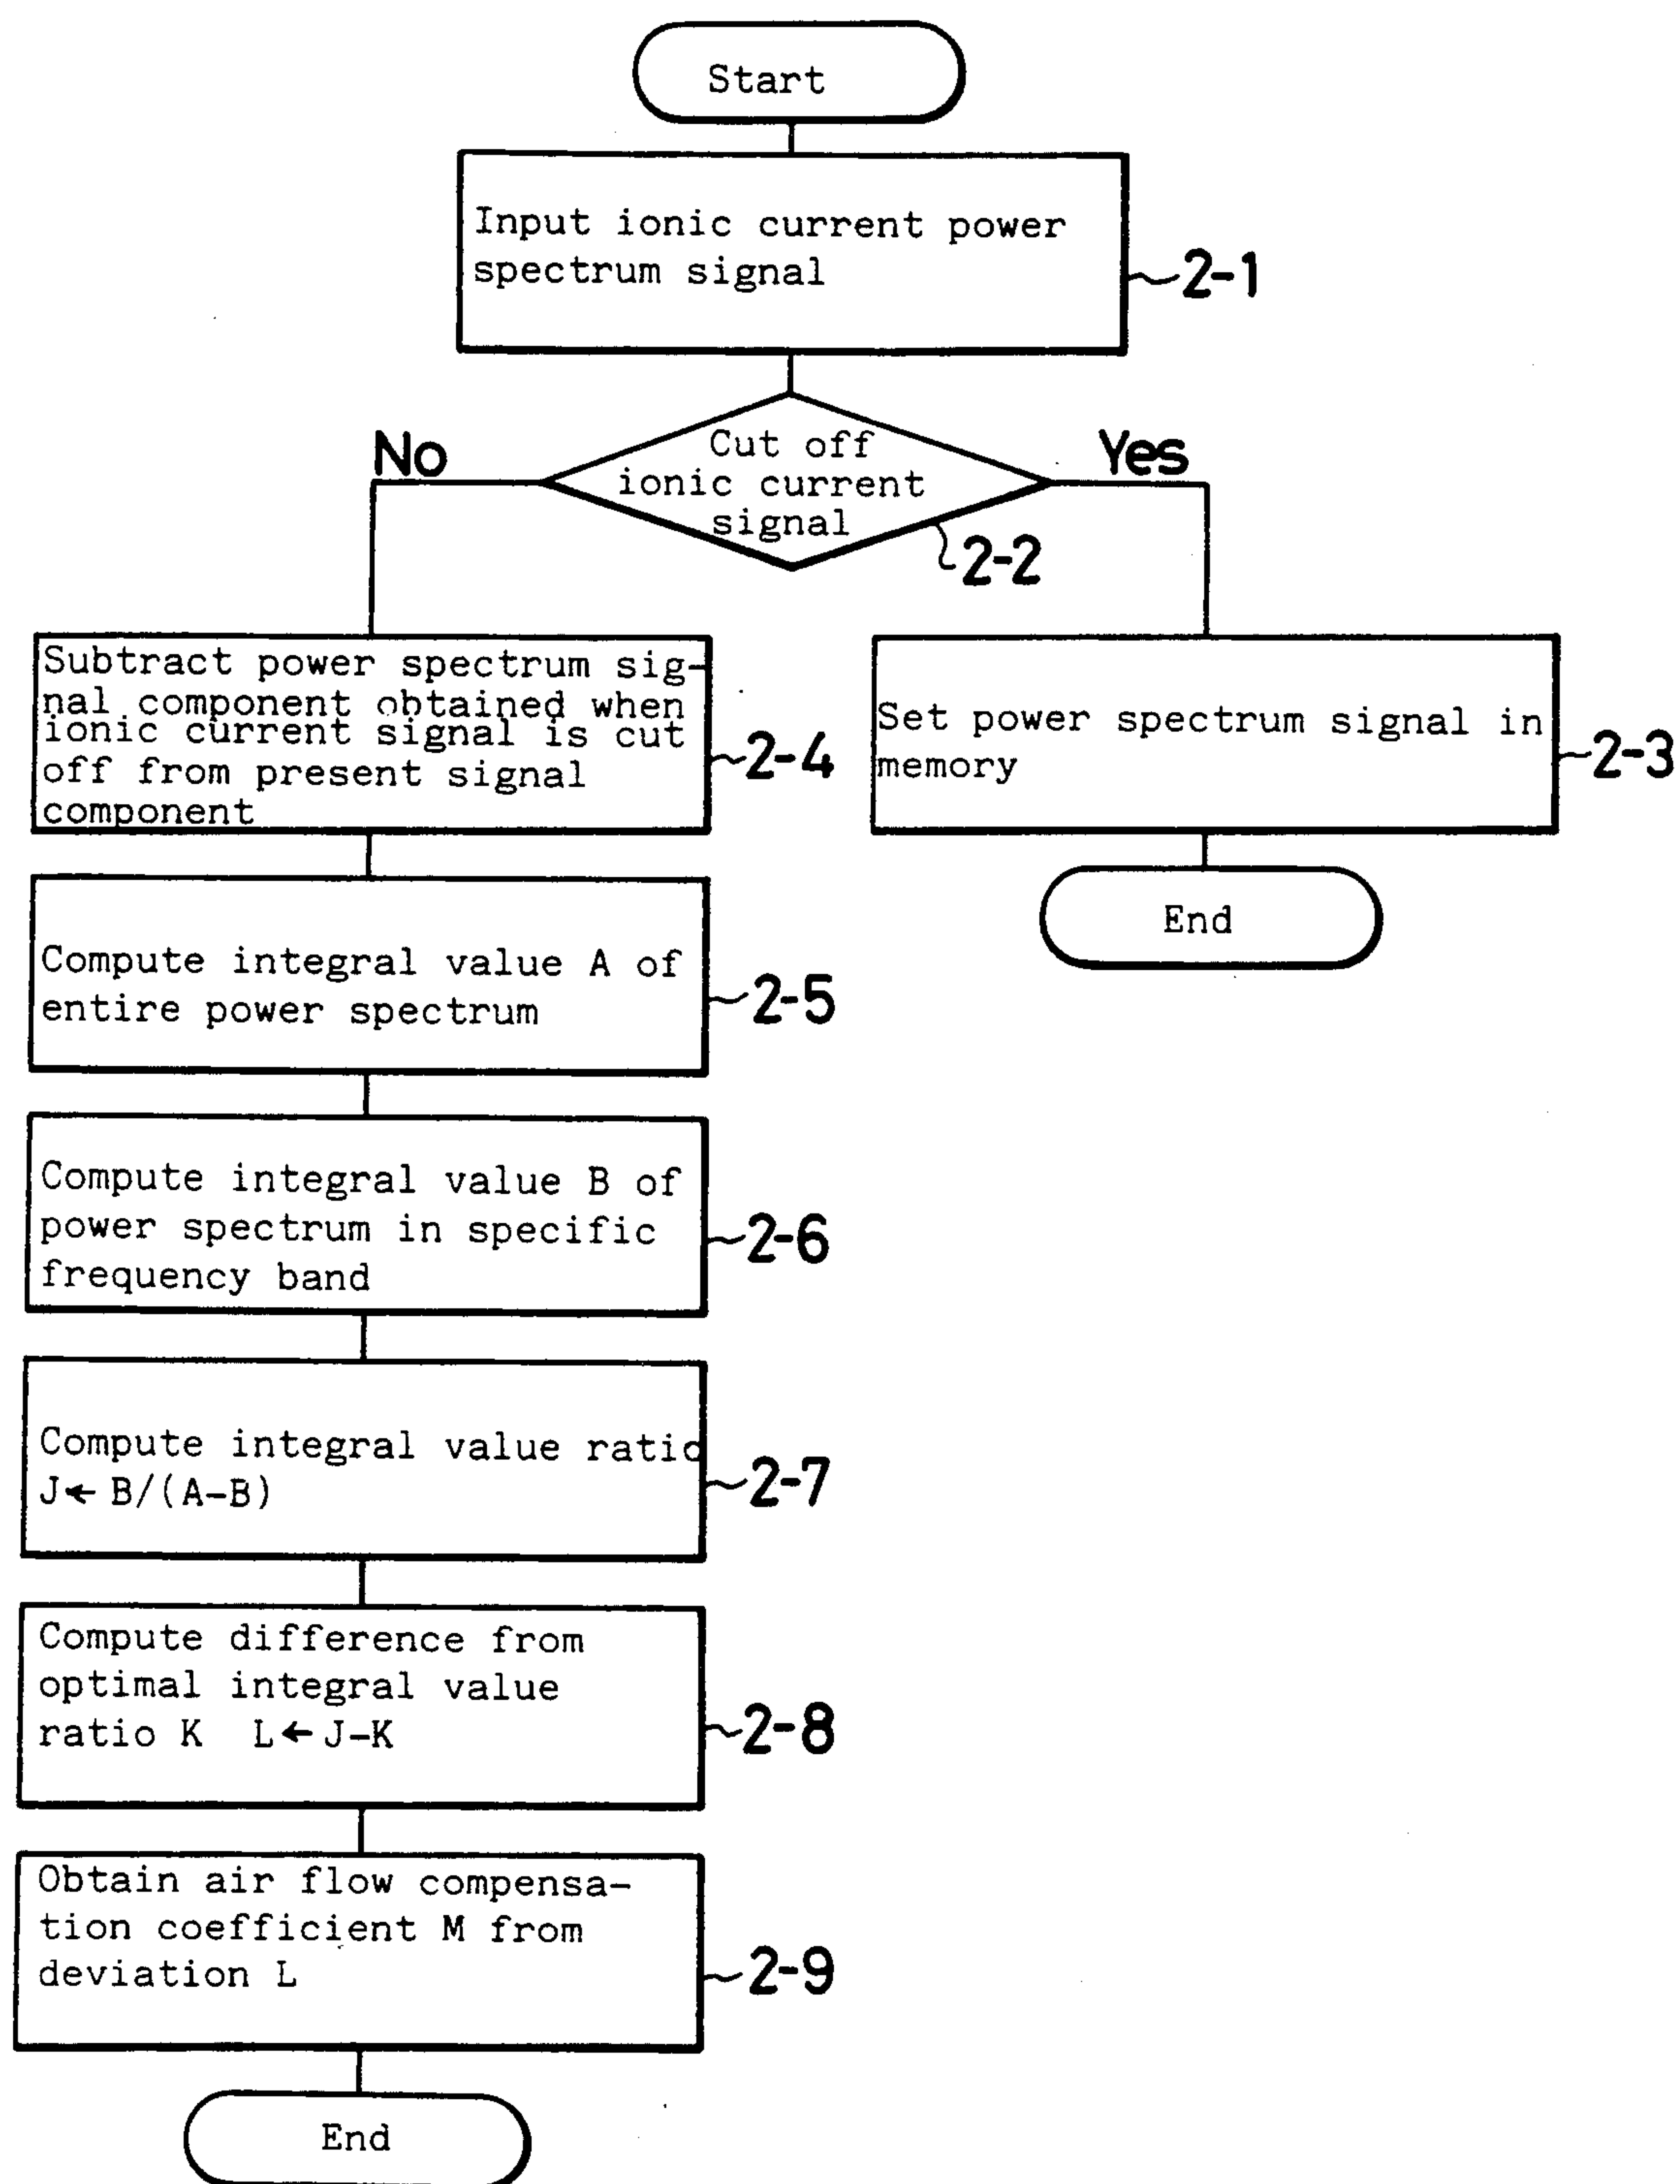 Start
Input ionic current power
spectrum signal
2-1
Cut off
ionic current
signal
2-2
No
Yes
Subtract power spectrum sig-
nal component obtained when
ionic current signal is cut
off from present signal
component
2-4
Set power spectrum signal in
memory
2-3
End
Compute integral value A of
entire power spectrum
2-5
Compute integral value B of
power spectrum in specific
frequency band
2-6
Compute integral value ratio
J← B/(A-B)
2-7
Compute difference from
optimal integral value
ratio K L← J-K
2-8
Obtain air flow compensa-
tion coefficient M from
deviation L
2-9
End